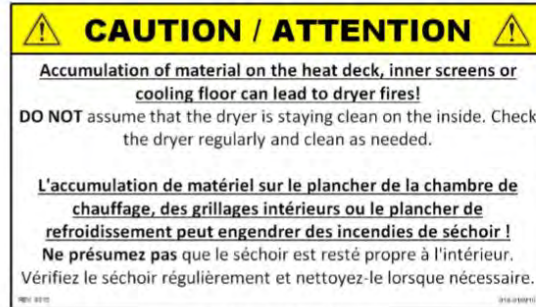 CAUTION / ATTENTION
Accumulation of material on the heat deck, inner screens or
cooling floor can lead to dryer fires!
DO NOT assume that the dryer is staying clean on the inside. Check
the dryer regularly and clean as needed.
L'accumulation de matériel sur le plancher de la chambre de
chauffage, des grillages intérieurs ou le plancher de
refroidissement peut engendrer des incendies de séchoir !
Ne présumez pas que le séchoir est resté propre à l'intérieur.
Vérifiez le séchoir régulièrement et nettoyez-le lorsque nécessaire.